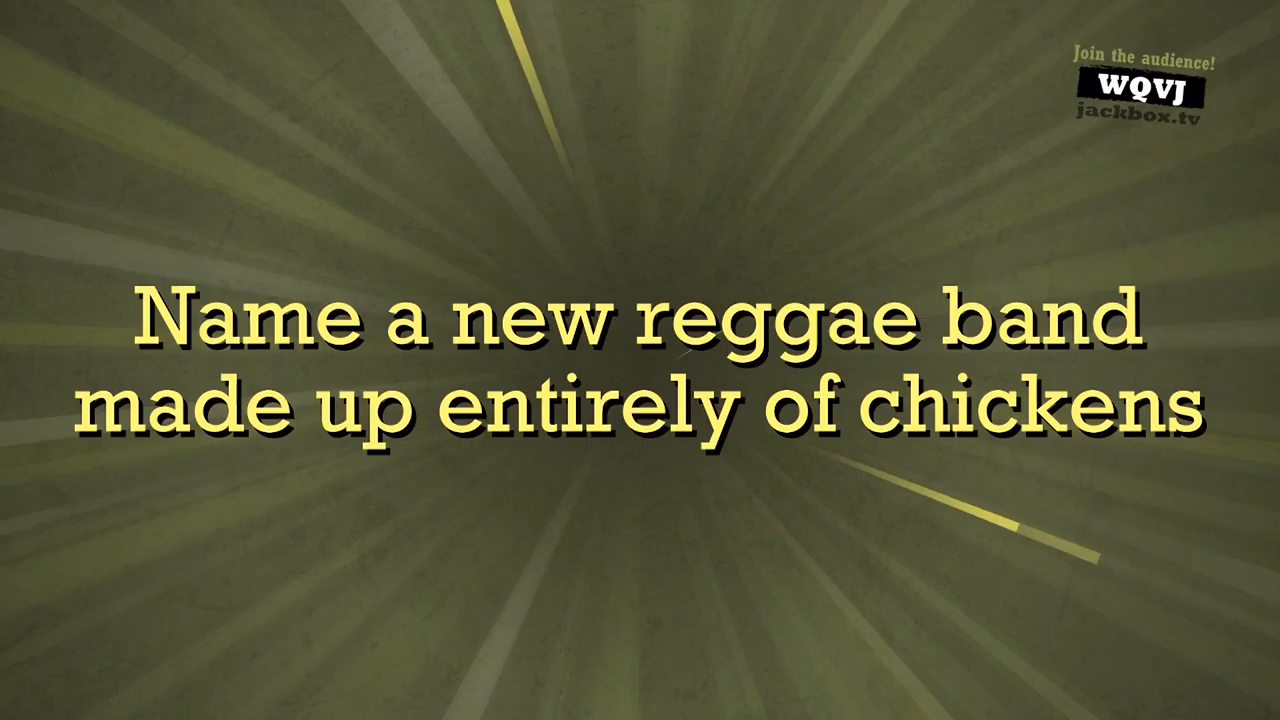 Join the audience!
WQVJ
jackbox.tv
Name a new reggae band
made up entirely of chickens